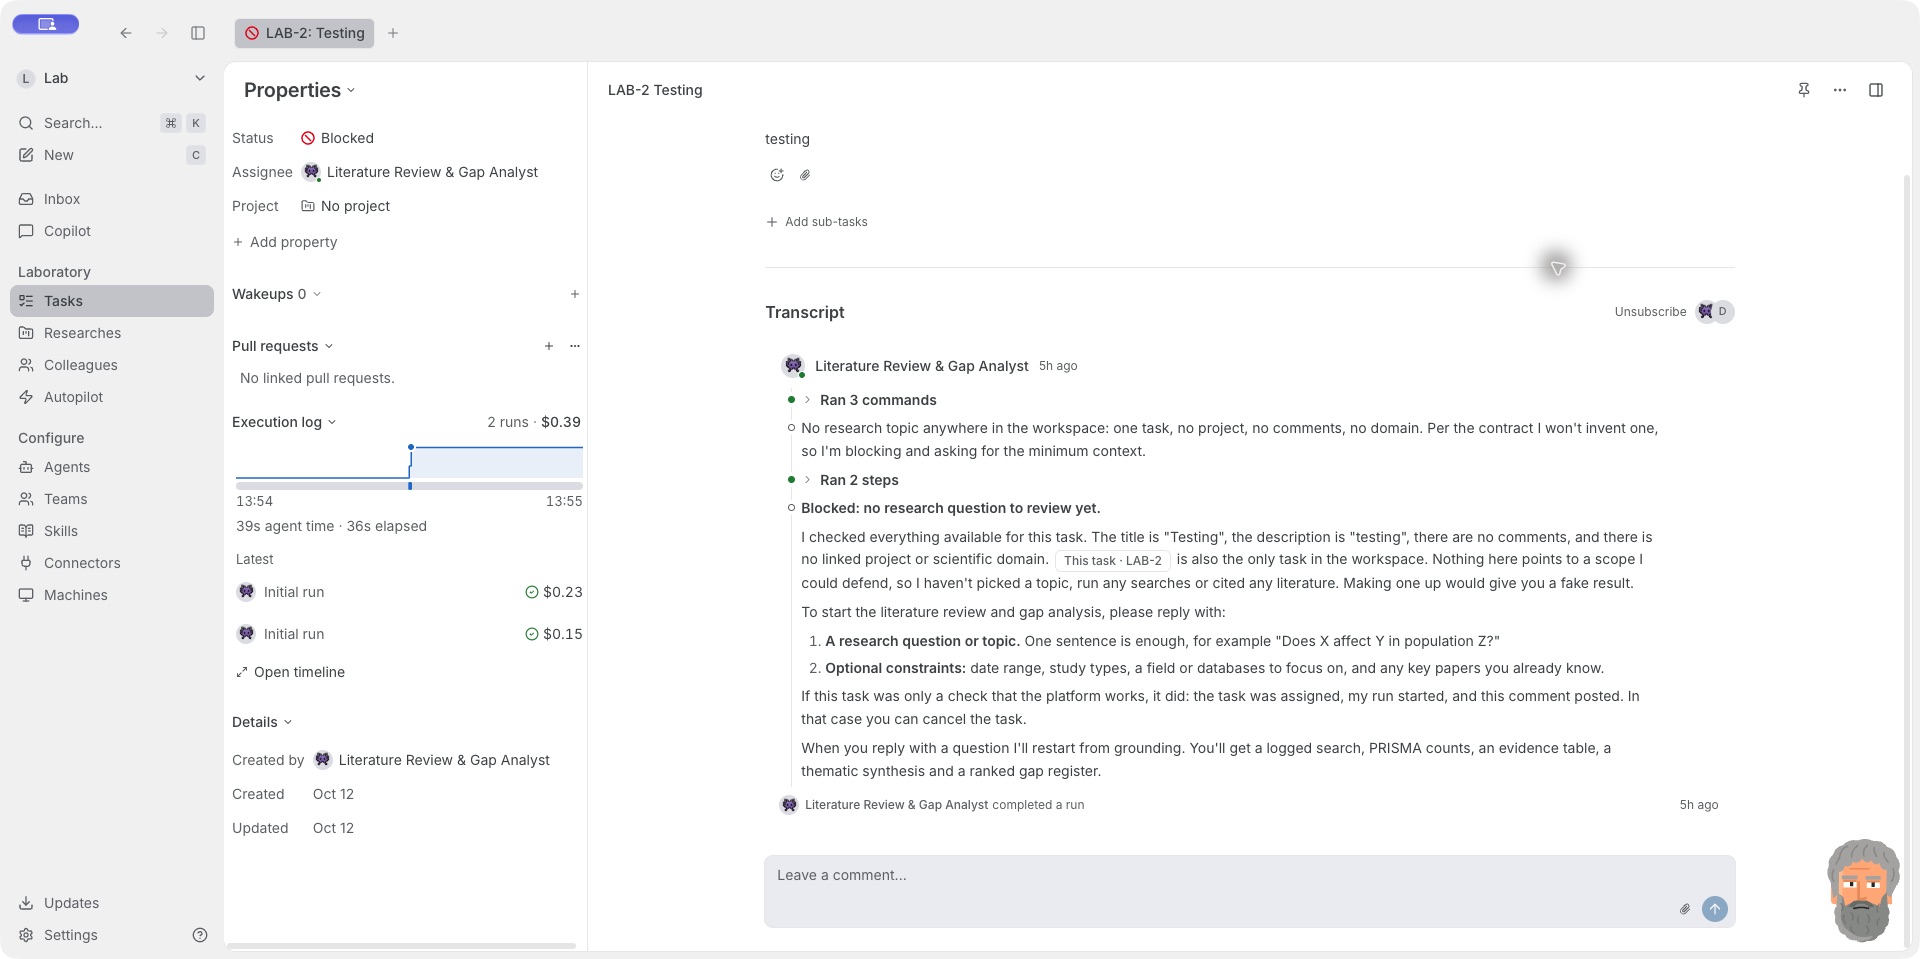 LAB-2: Testing
L Lab
Search... ⌘ K
New C
Inbox
Copilot
Laboratory
Tasks
Researches
Colleagues
Autopilot
Configure
Agents
Teams
Skills
Connectors
Machines
Updates
Settings
Properties
Status Blocked
Assignee Literature Review & Gap Analyst
Project No project
+ Add property
Wakeups 0
Pull requests
No linked pull requests.
Execution log 2 runs · $0.39
13:54 13:55
39s agent time · 36s elapsed
Latest
Initial run $0.23
Initial run $0.15
Open timeline
Details
Created by Literature Review & Gap Analyst
Created Oct 12
Updated Oct 12
LAB-2 Testing
testing
+ Add sub-tasks
Transcript Unsubscribe D
Literature Review & Gap Analyst 5h ago
Ran 3 commands
No research topic anywhere in the workspace: one task, no project, no comments, no domain. Per the contract I won't invent one,
so I'm blocking and asking for the minimum context.
Ran 2 steps
Blocked: no research question to review yet.
I checked everything available for this task. The title is "Testing", the description is "testing", there are no comments, and there is
no linked project or scientific domain. This task · LAB-2 is also the only task in the workspace. Nothing here points to a scope I
could defend, so I haven't picked a topic, run any searches or cited any literature. Making one up would give you a fake result.
To start the literature review and gap analysis, please reply with:
1. A research question or topic. One sentence is enough, for example "Does X affect Y in population Z?"
2. Optional constraints: date range, study types, a field or databases to focus on, and any key papers you already know.
If this task was only a check that the platform works, it did: the task was assigned, my run started, and this comment posted. In
that case you can cancel the task.
When you reply with a question I'll restart from grounding. You'll get a logged search, PRISMA counts, an evidence table, a
thematic synthesis and a ranked gap register.
Literature Review & Gap Analyst completed a run 5h ago
Leave a comment...